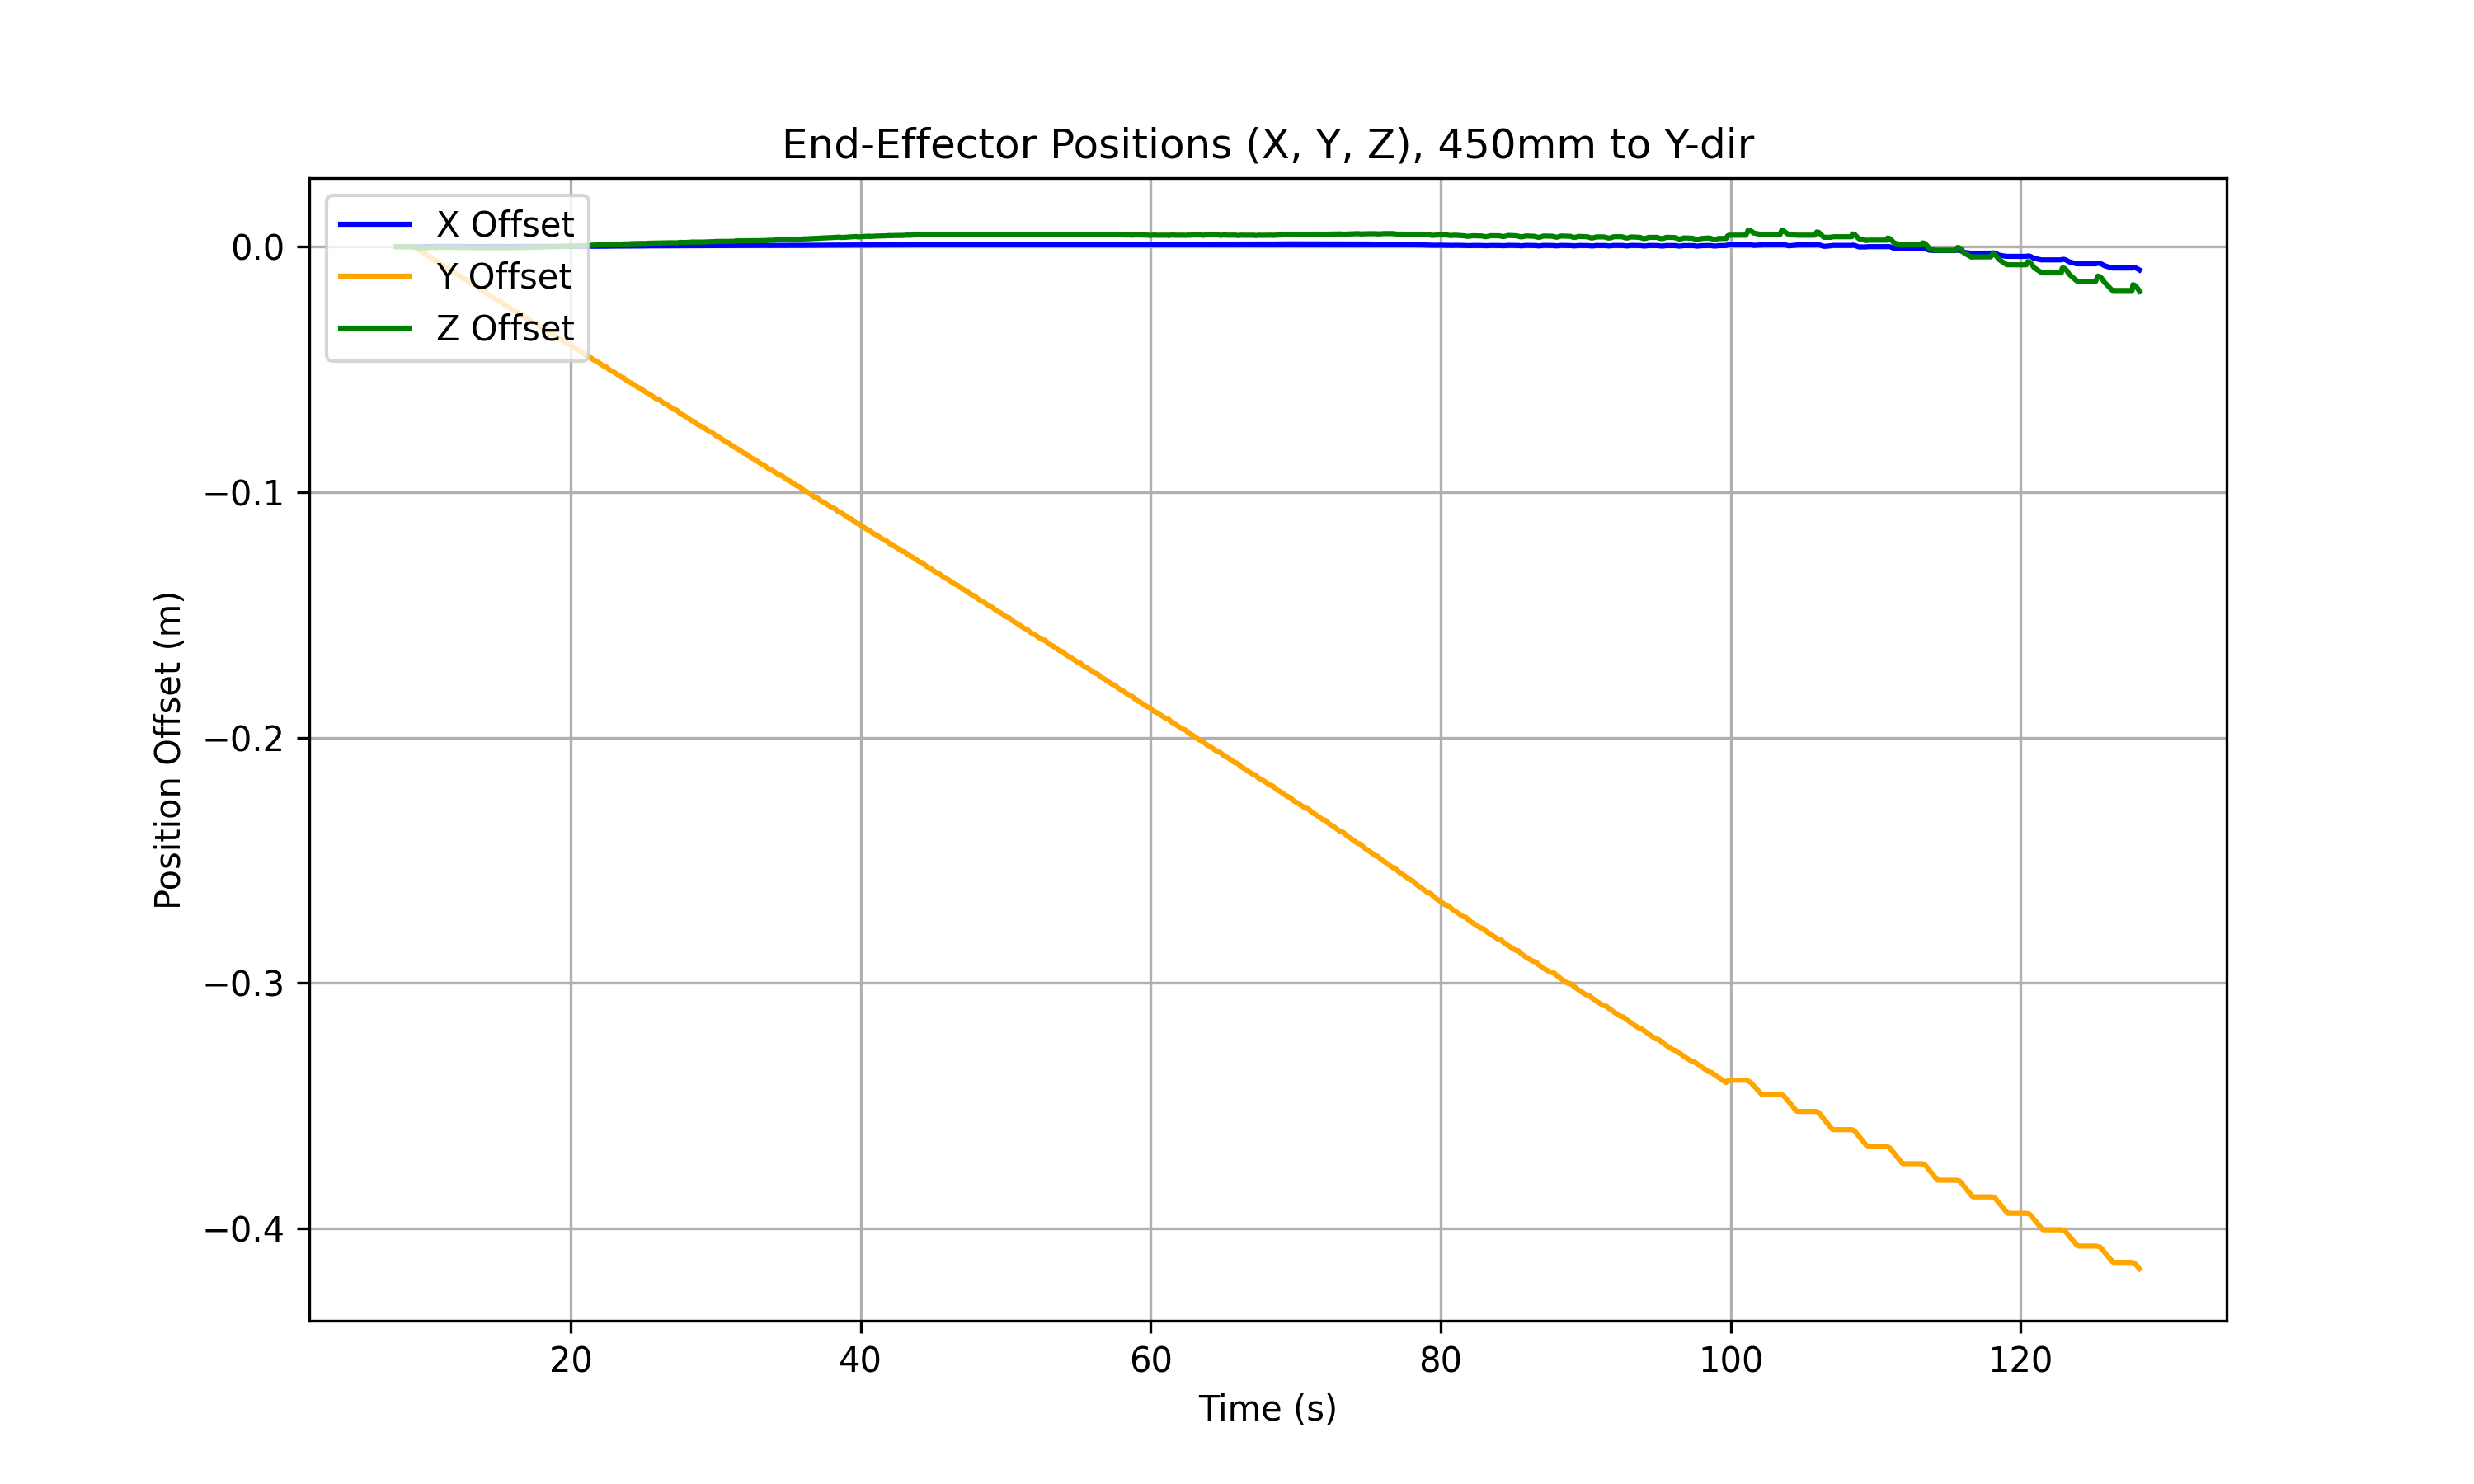 End-Effector Positions (X, Y, Z), 450mm to Y-dir
X Offset
Y Offset
Z Offset
0.0
−0.1
−0.2
−0.3
−0.4
Position Offset (m)
20 40 60 80 100 120
Time (s)